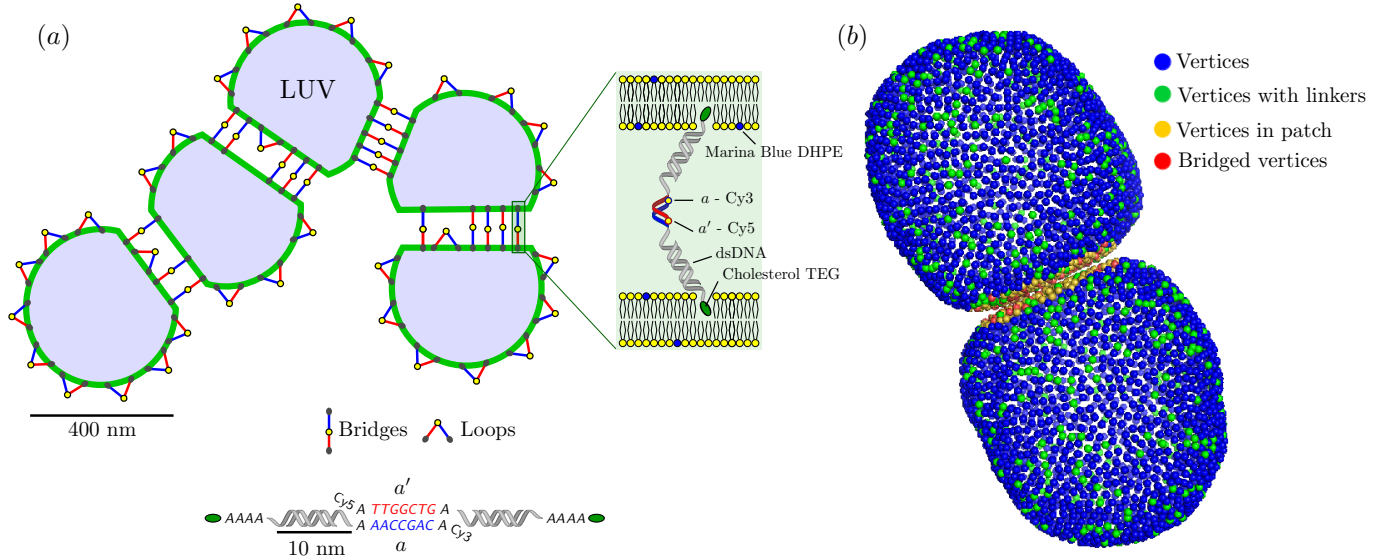 (a)
LUV
Marina Blue DHPE
a - Cy3
a′ - Cy5
dsDNA
Cholesterol TEG
400 nm
Bridges
Loops
a′
AAAA
Cy5
A TTGGCTG A
A AACCGAC A
Cy3
AAAA
10 nm
a
(b)
Vertices
Vertices with linkers
Vertices in patch
Bridged vertices